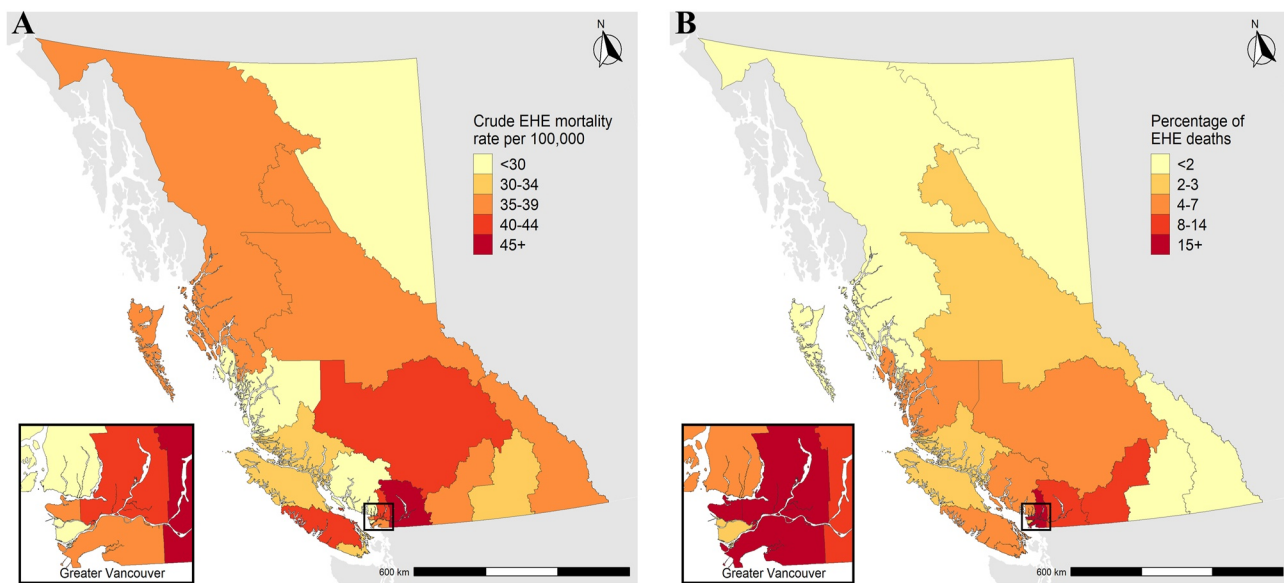 A
N
Crude EHE mortality
rate per 100,000
<30
30-34
35-39
40-44
45+
Greater Vancouver
600 km
B
N
Percentage of
EHE deaths
<2
2-3
4-7
8-14
15+
Greater Vancouver
600 km